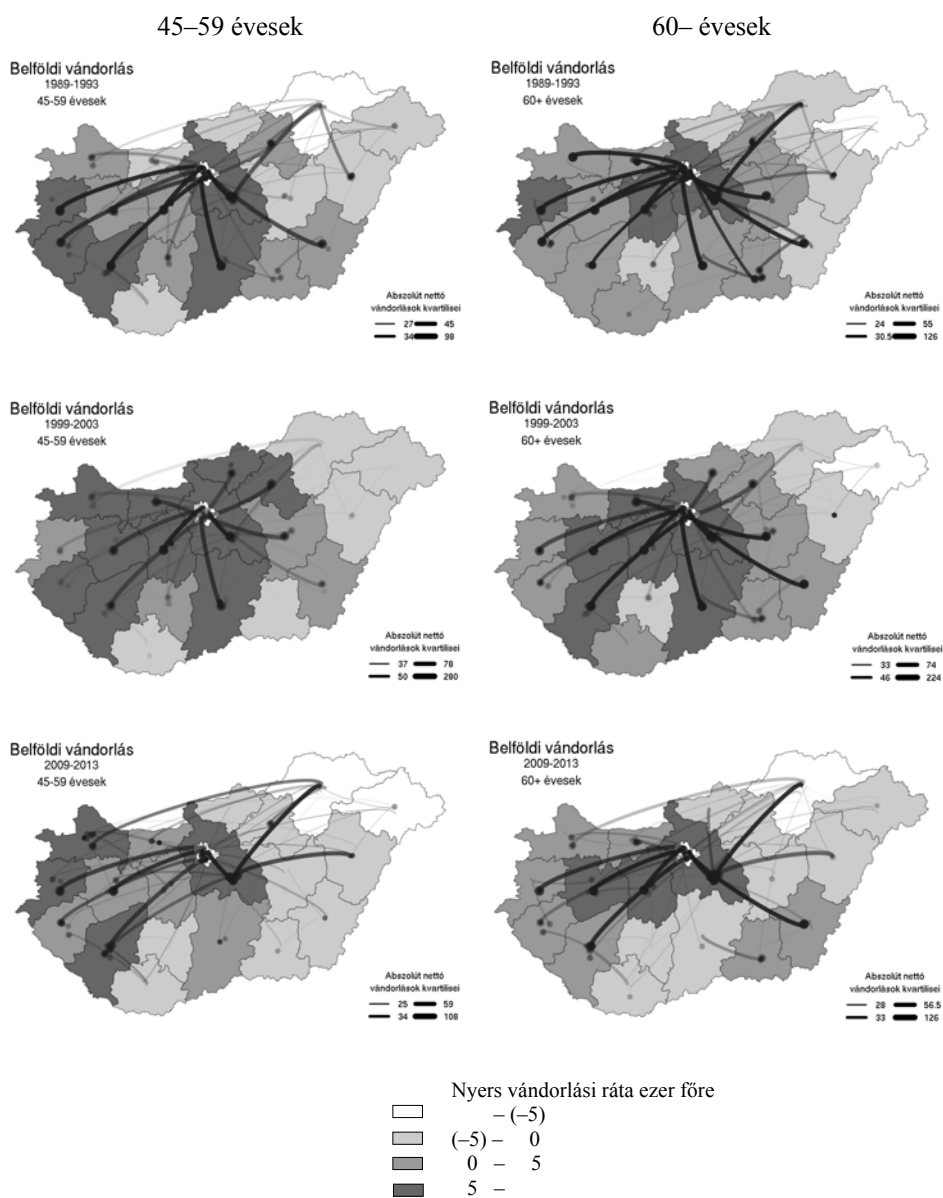 45–59 évesek
60– évesek
Belföldi vándorlás
1989-1993
45-59 évesek
Abszolút nettó
vándorlások kvartilisei
27 45
34 98
Belföldi vándorlás
1989-1993
60+ évesek
Abszolút nettó
vándorlások kvartilisei
24 55
30.5 126
Belföldi vándorlás
1999-2003
45-59 évesek
Abszolút nettó
vándorlások kvartilisei
37 78
50 280
Belföldi vándorlás
1999-2003
60+ évesek
Abszolút nettó
vándorlások kvartilisei
33 74
46 224
Belföldi vándorlás
2009-2013
45-59 évesek
Abszolút nettó
vándorlások kvartilisei
25 59
34 108
Belföldi vándorlás
2009-2013
60+ évesek
Abszolút nettó
vándorlások kvartilisei
28 56.5
33 126
Nyers vándorlási ráta ezer főre
– (–5)
(–5) – 0
0 – 5
5 –